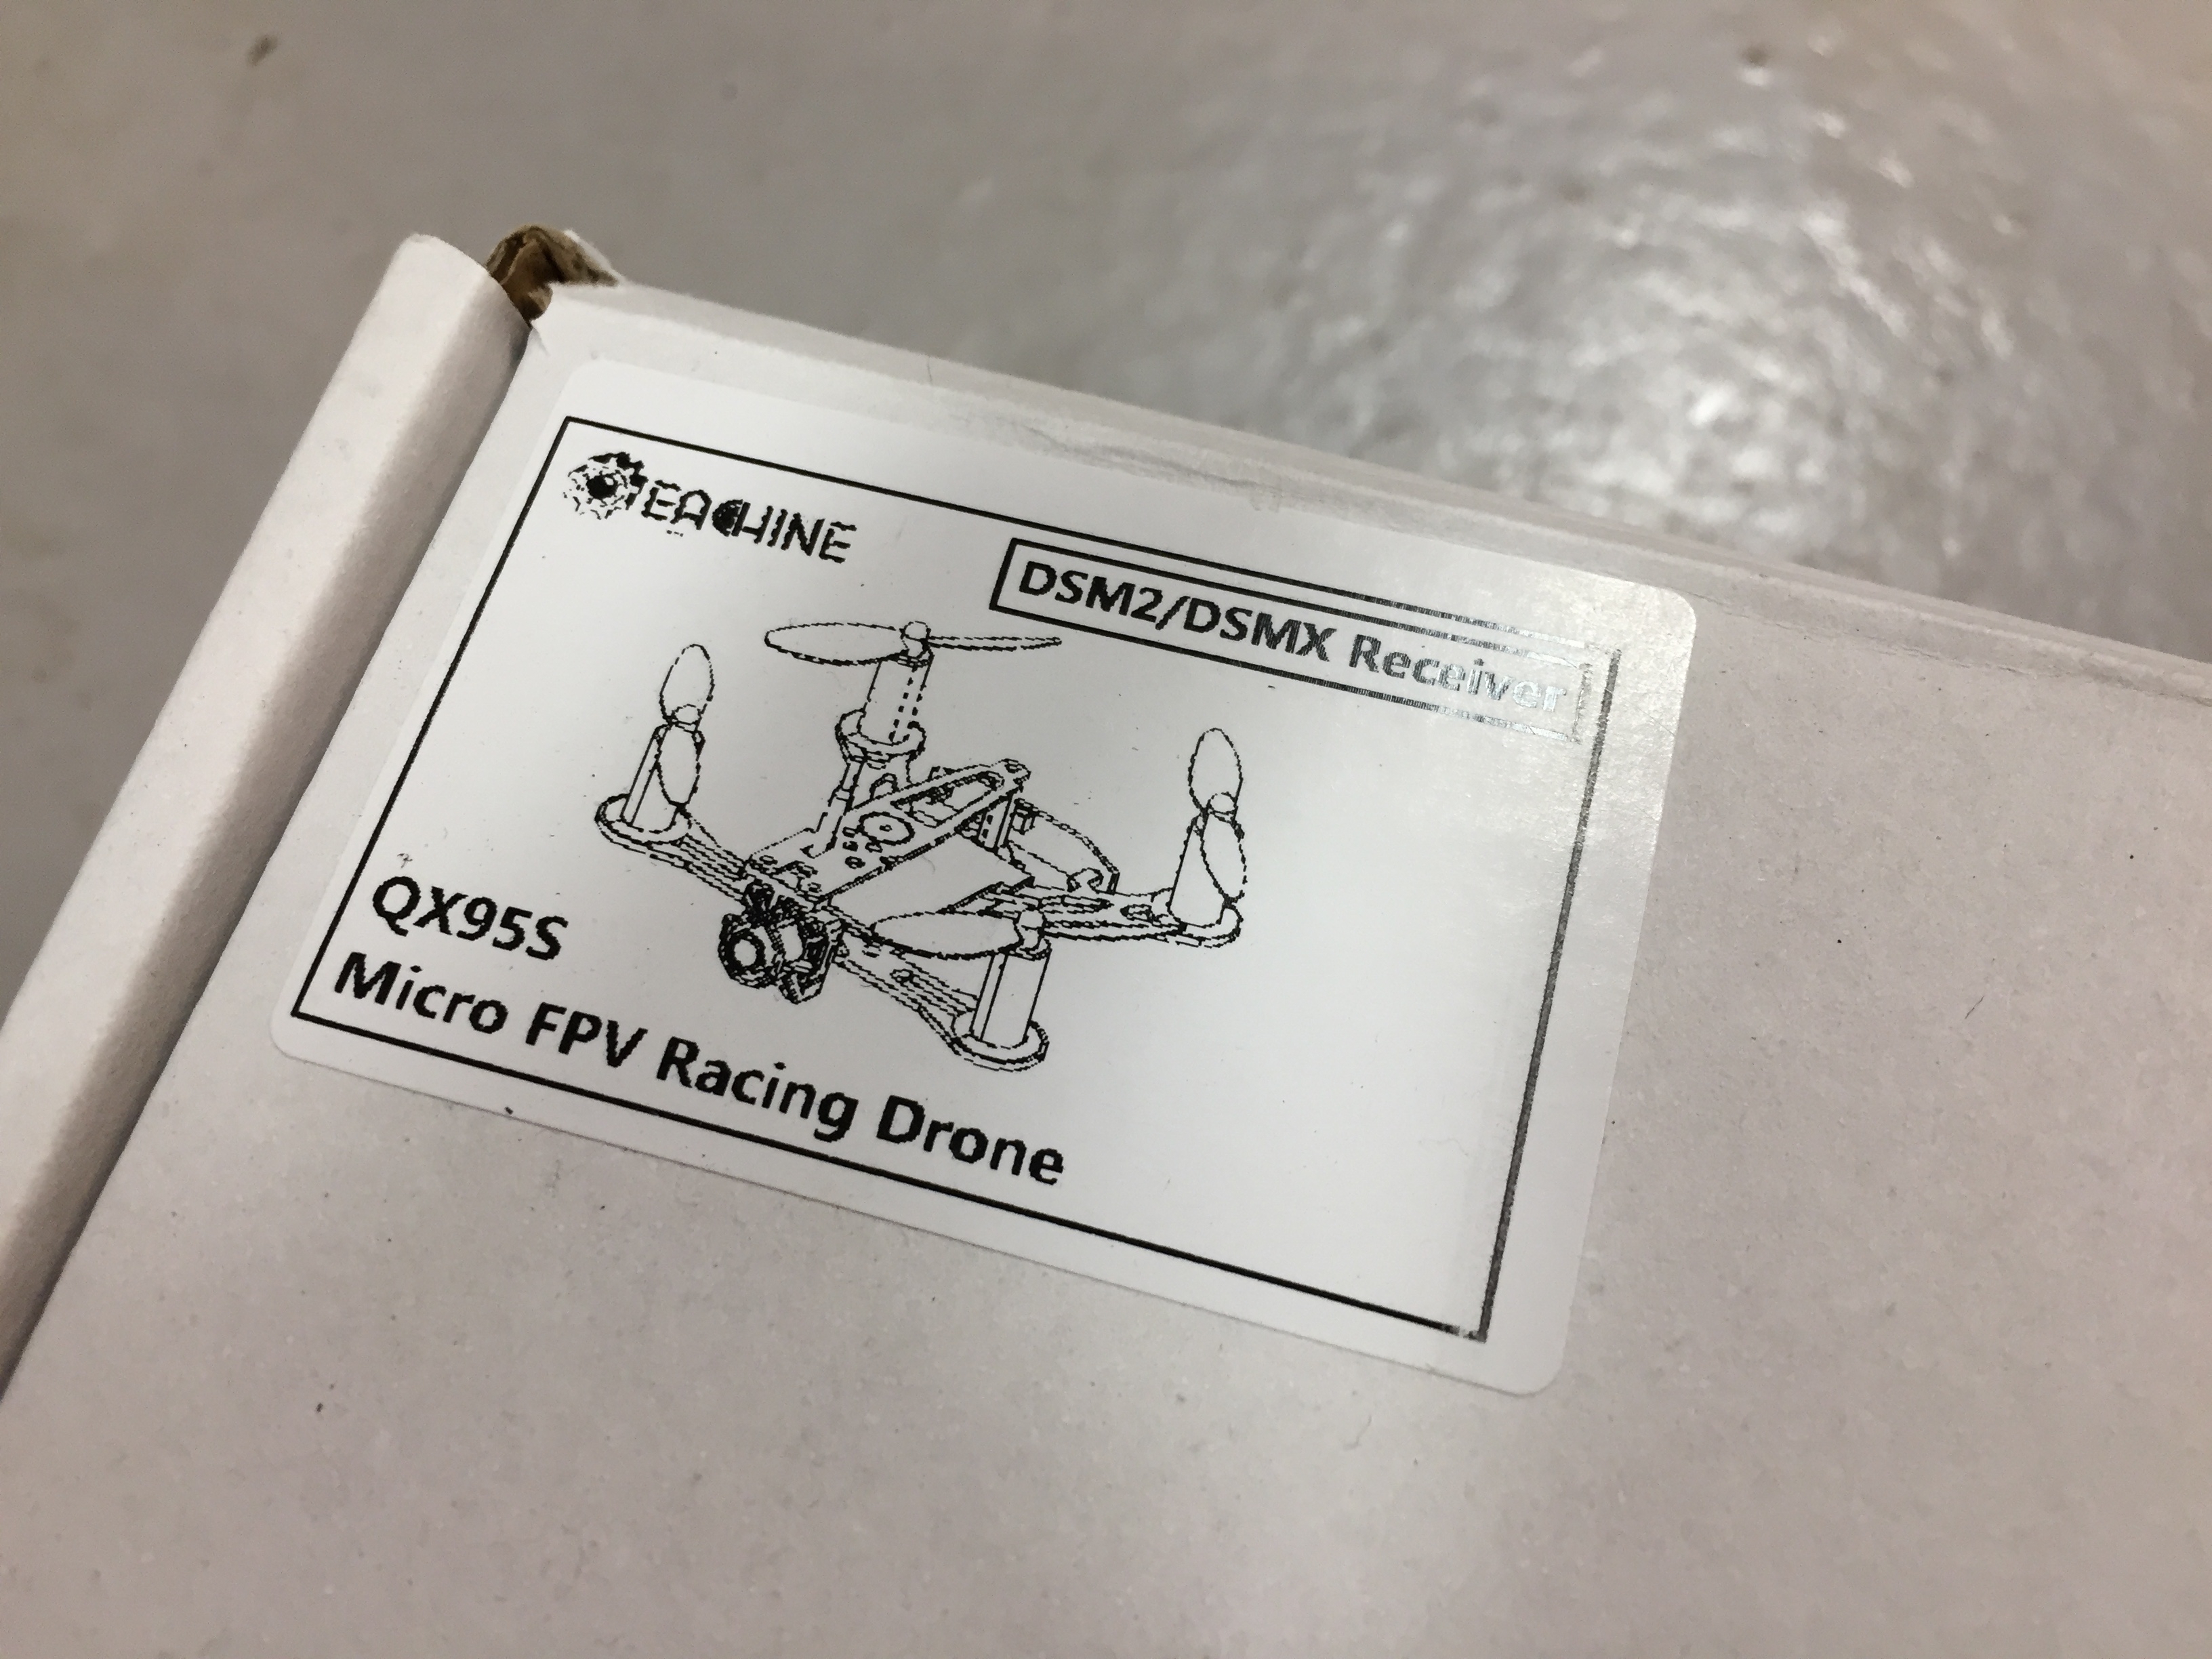 EACHINE
DSM2/DSMX Receiver
QX95S
Micro FPV Racing Drone